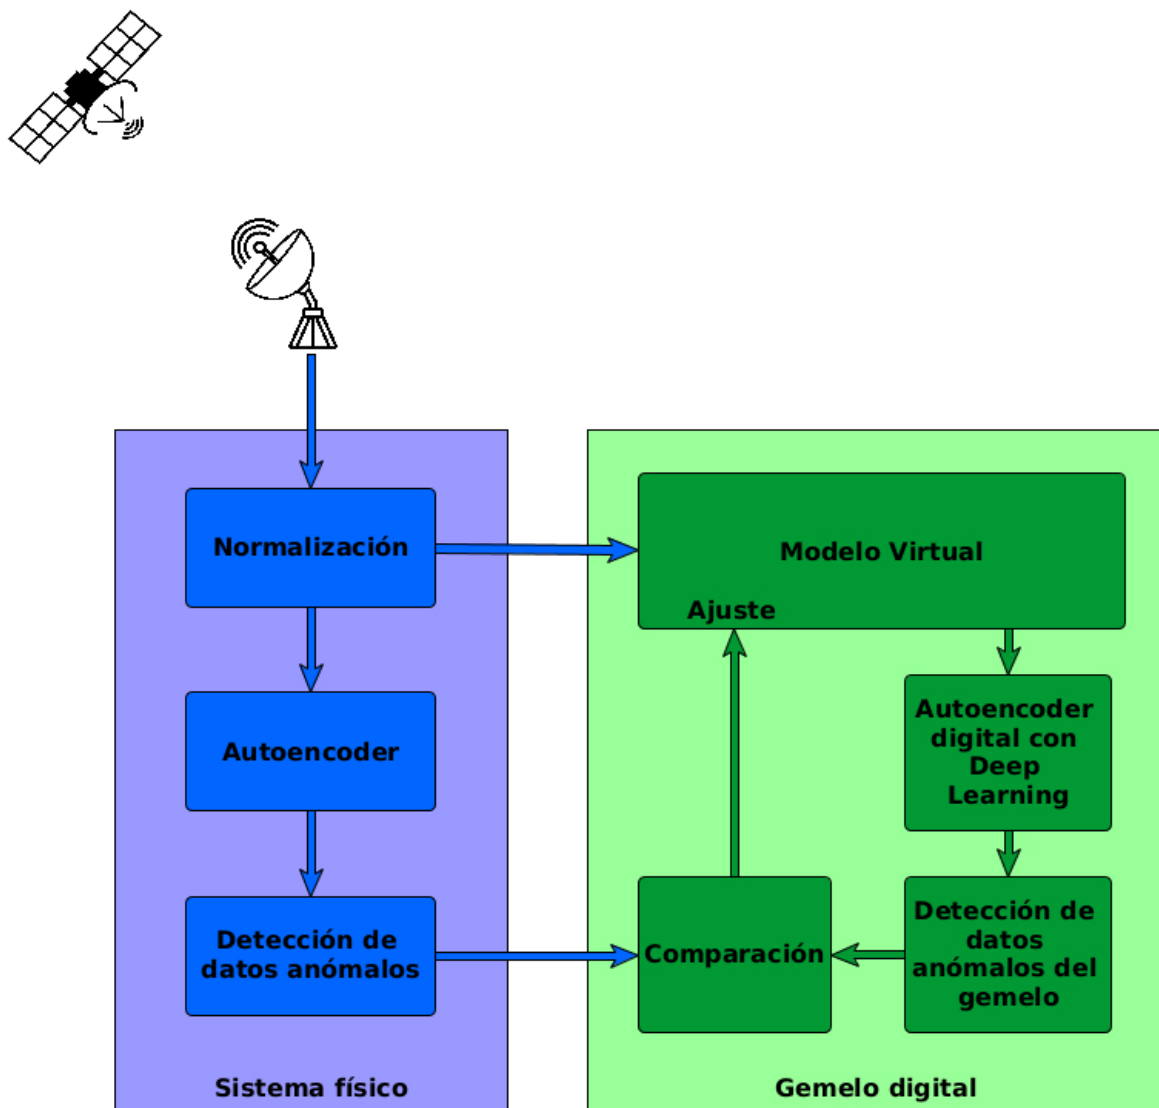 Normalización
Autoencoder
Detección de
datos anómalos
Sistema físico
Modelo Virtual
Ajuste
Autoencoder
digital con
Deep
Learning
Comparación
Detección de
datos
anómalos del
gemelo
Gemelo digital